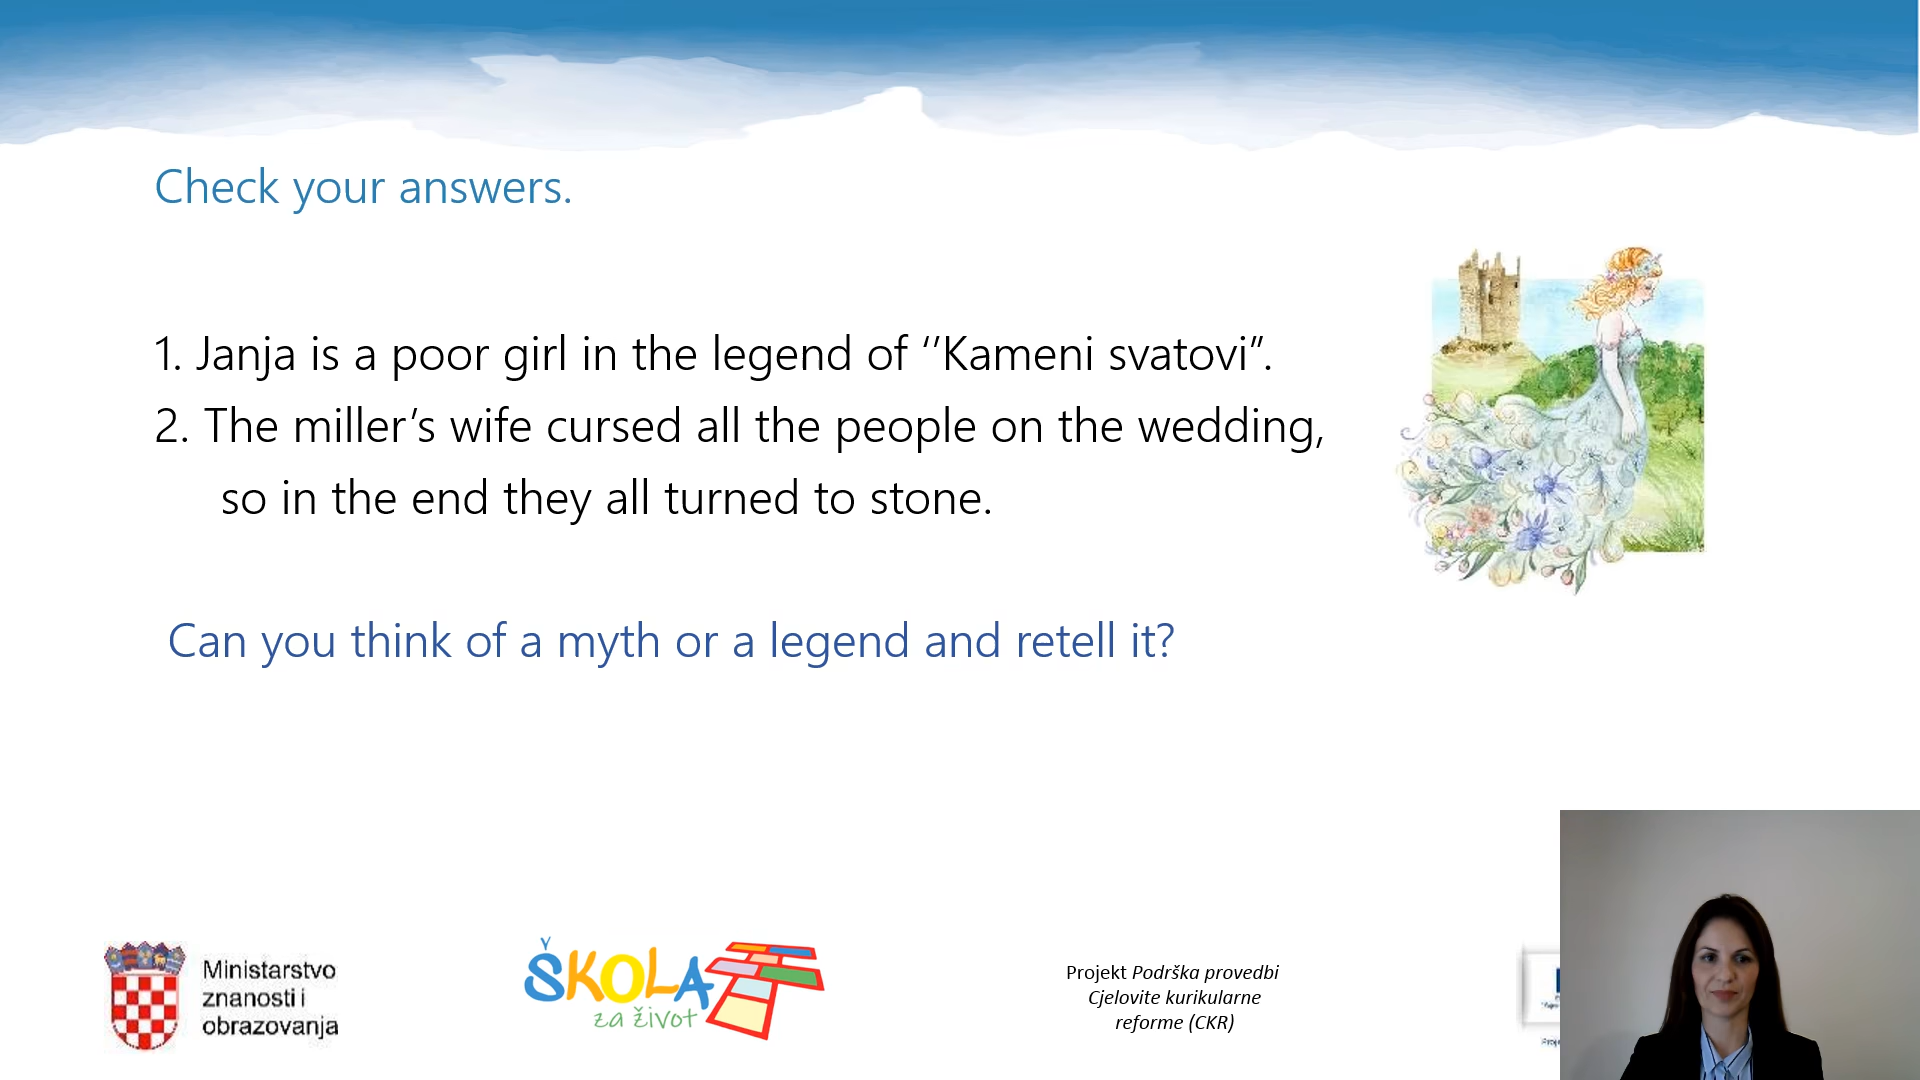 Check your answers.
1. Janja is a poor girl in the legend of ‘’Kameni svatovi”.
2. The miller’s wife cursed all the people on the wedding,
so in the end they all turned to stone.
Can you think of a myth or a legend and retell it?
Ministarstvo
znanosti i
obrazovanja
ŠKOLA
za život
Projekt Podrška provedbi
Cjelovite kurikularne
reforme (CKR)